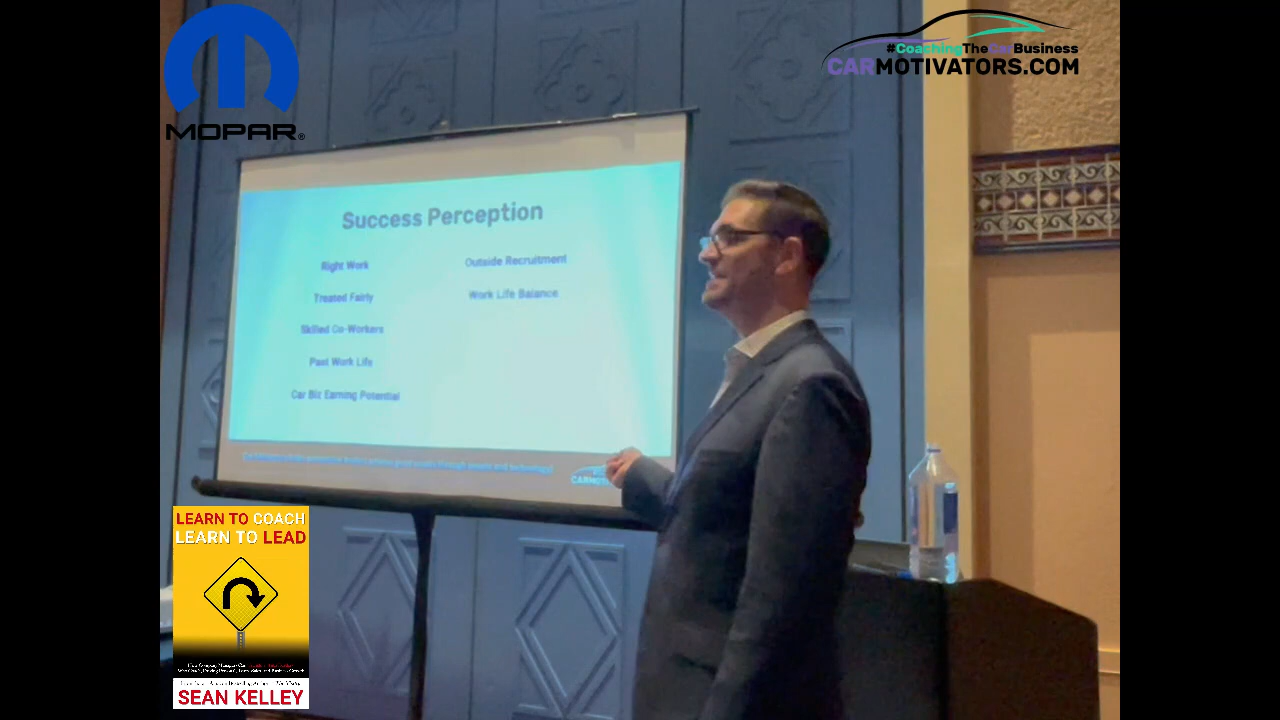 MOPAR®
#CoachingTheCarBusiness
CARMOTIVATORS.COM
Success Perception
Right Work
Treated Fairly
Skilled Co-Workers
Past Work Life
Car Biz Earning Potential
Outside Recruitment
Work Life Balance
CARMOTI
LEARN TO COACH
LEARN TO LEAD
SEAN KELLEY